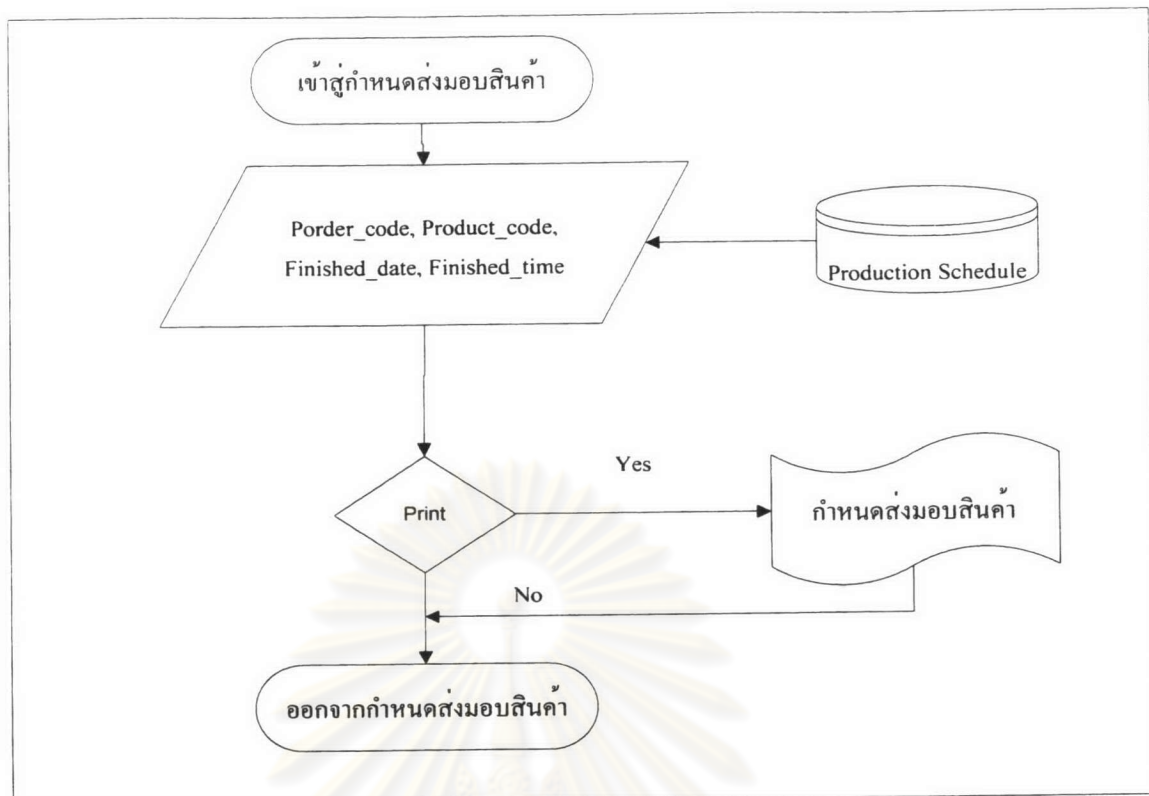 เข้าสู่กำหนดส่งมอบสินค้า
Porder_code, Product_code,
Finished_date, Finished_time
Production Schedule
Print
Yes
กำหนดส่งมอบสินค้า
No
ออกจากกำหนดส่งมอบสินค้า